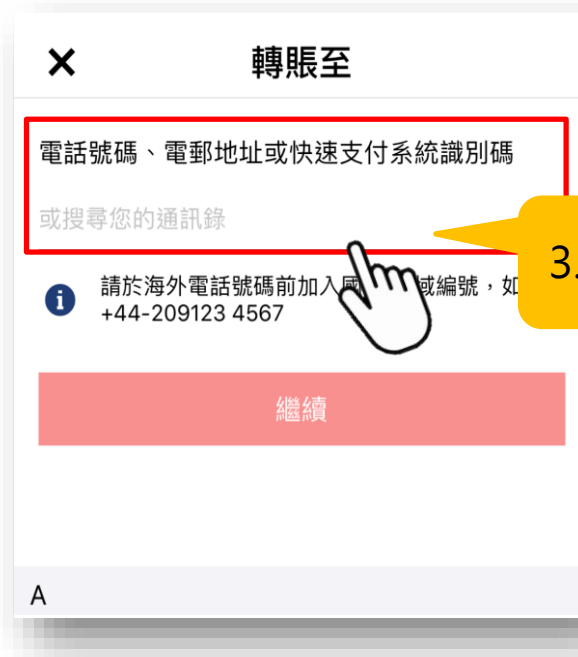 轉賬至
電話號碼、電郵地址或快速支付系統識別碼
或搜尋您的通訊錄
3.
請於海外電話號碼前加入 域編號，如
+44-209123 4567
繼續
A